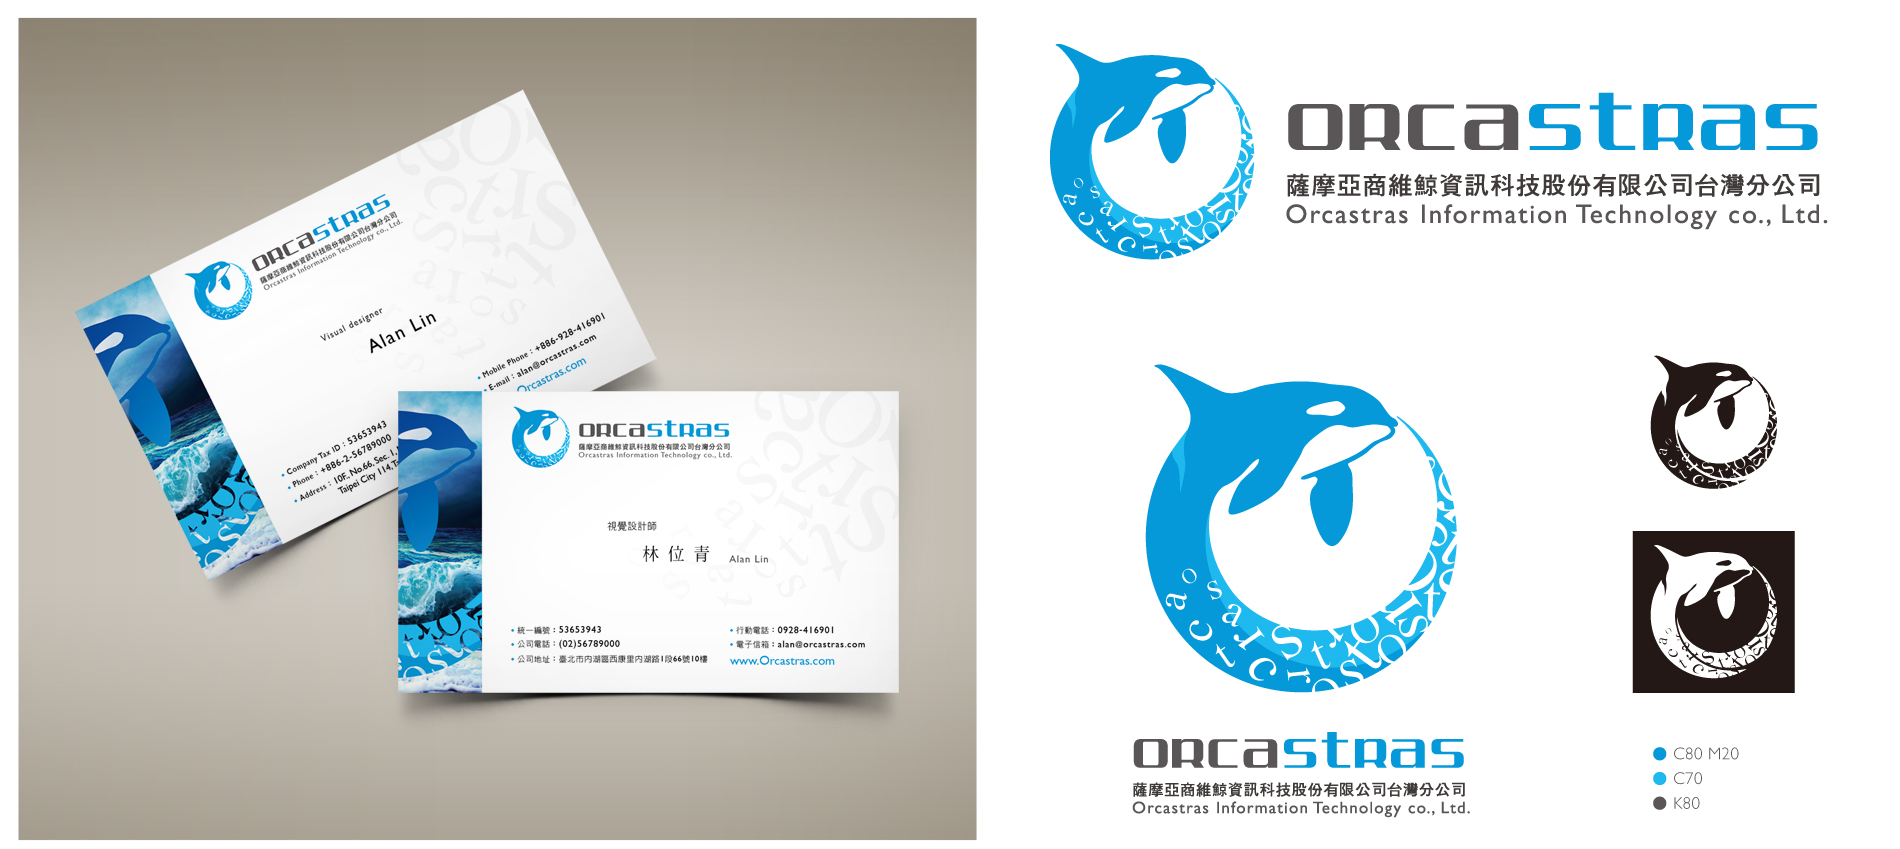 ORCastRas
薩摩亞商維鯨資訊科技股份有限公司台灣分公司
Orcastras Information Technology co., Ltd.
Visual designer
Alan Lin
• Mobile Phone：+886-928-416901
• E-mail：alan@orcastras.com
Orcastras.com
• Company Tax ID：53653943
• Phone：+886-2-56789000
• Address：10F., No.66, Sec. 1,
Taipei City 114,
ORCastRas
薩摩亞商維鯨資訊科技股份有限公司台灣分公司
Orcastras Information Technology co., Ltd.
視覺設計師
林位青 Alan Lin
• 統一編號：53653943
• 公司電話：(02)56789000
• 公司地址：臺北市內湖區西康里內湖路1段66號10樓
• 行動電話：0928-416901
• 電子信箱：alan@orcastras.com
www.Orcastras.com
ORCastRas
薩摩亞商維鯨資訊科技股份有限公司台灣分公司
Orcastras Information Technology co., Ltd.
ORCastRas
薩摩亞商維鯨資訊科技股份有限公司台灣分公司
Orcastras Information Technology co., Ltd.
C80 M20
C70
K80